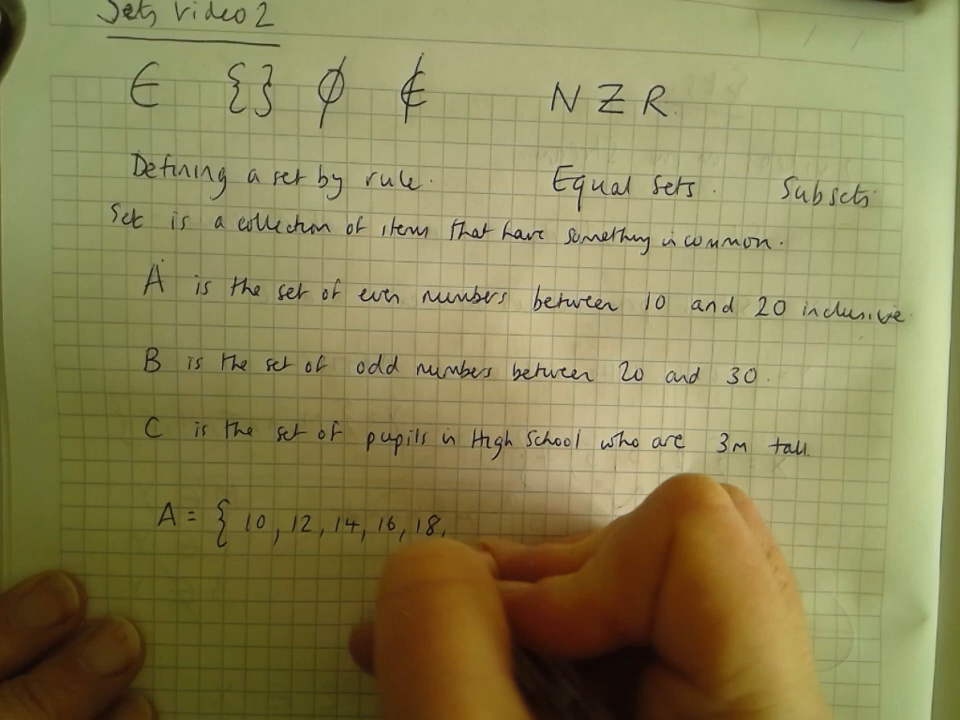 Sets video 2
∈ {} ∅ ∉ N Z R.
Defining a set by rule. Equal sets. Subsets
Set is a collection of items that have something in common.
A is the set of even numbers between 10 and 20 inclusive.
B is the set of odd numbers between 20 and 30.
C is the set of pupils in High School who are 3m tall.
A = { 10, 12, 14, 16, 18,